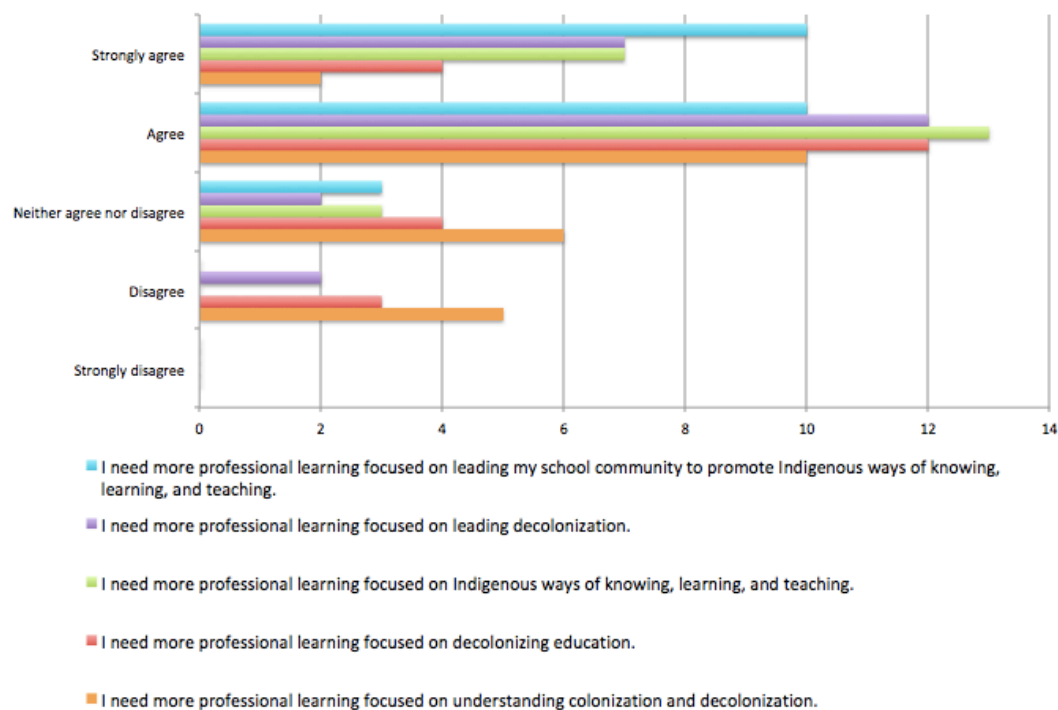 Strongly agree
Agree
Neither agree nor disagree
Disagree
Strongly disagree
0 2 4 6 8 10 12 14
I need more professional learning focused on leading my school community to promote Indigenous ways of knowing,
learning, and teaching.
I need more professional learning focused on leading decolonization.
I need more professional learning focused on Indigenous ways of knowing, learning, and teaching.
I need more professional learning focused on decolonizing education.
I need more professional learning focused on understanding colonization and decolonization.